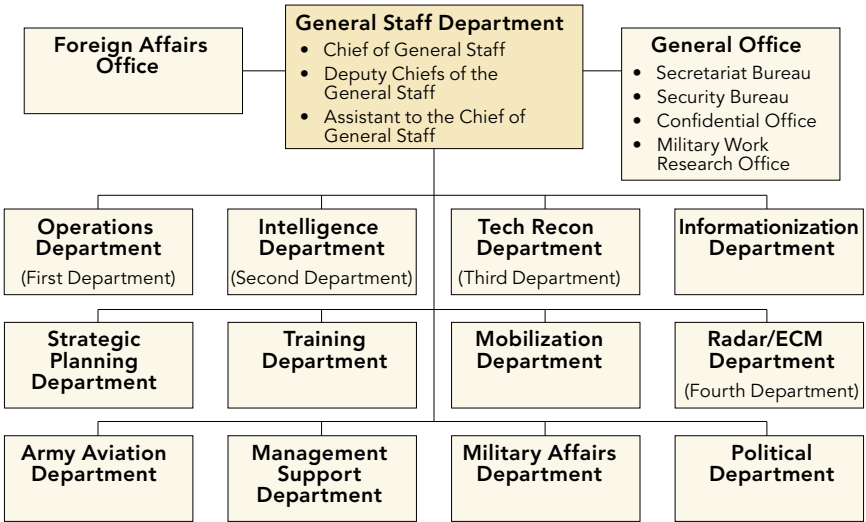 Foreign Affairs
Office
General Staff Department
• Chief of General Staff
• Deputy Chiefs of the
General Staff
• Assistant to the Chief of
General Staff
General Office
• Secretariat Bureau
• Security Bureau
• Confidential Office
• Military Work
Research Office
Operations
Department
(First Department)
Intelligence
Department
(Second Department)
Tech Recon
Department
(Third Department)
Informationization
Department
Strategic
Planning
Department
Training
Department
Mobilization
Department
Radar/ECM
Department
(Fourth Department)
Army Aviation
Department
Management
Support
Department
Military Affairs
Department
Political
Department